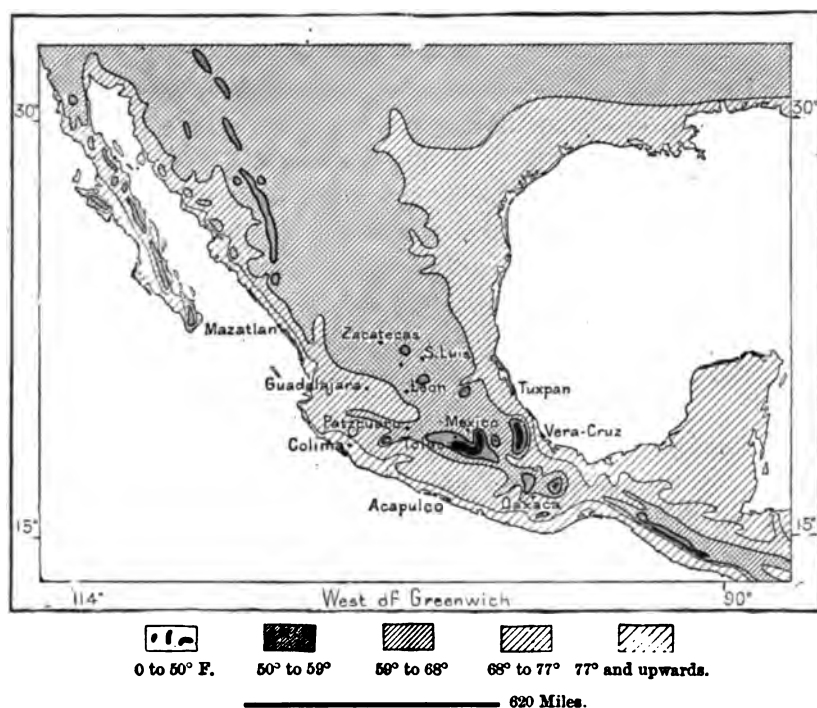 30° 30°
Mazatlan
Zacatecas
S. Luis
Guadalajara
Leon
Tuxpan
Patzcuaro
Mexico
Vera-Cruz
Colima
Toluca
Acapulco
Oaxaca
15° 15°
114° West of Greenwich 90°
0 to 50° F. 50° to 59° 59° to 68° 68° to 77° 77° and upwards.
620 Miles.